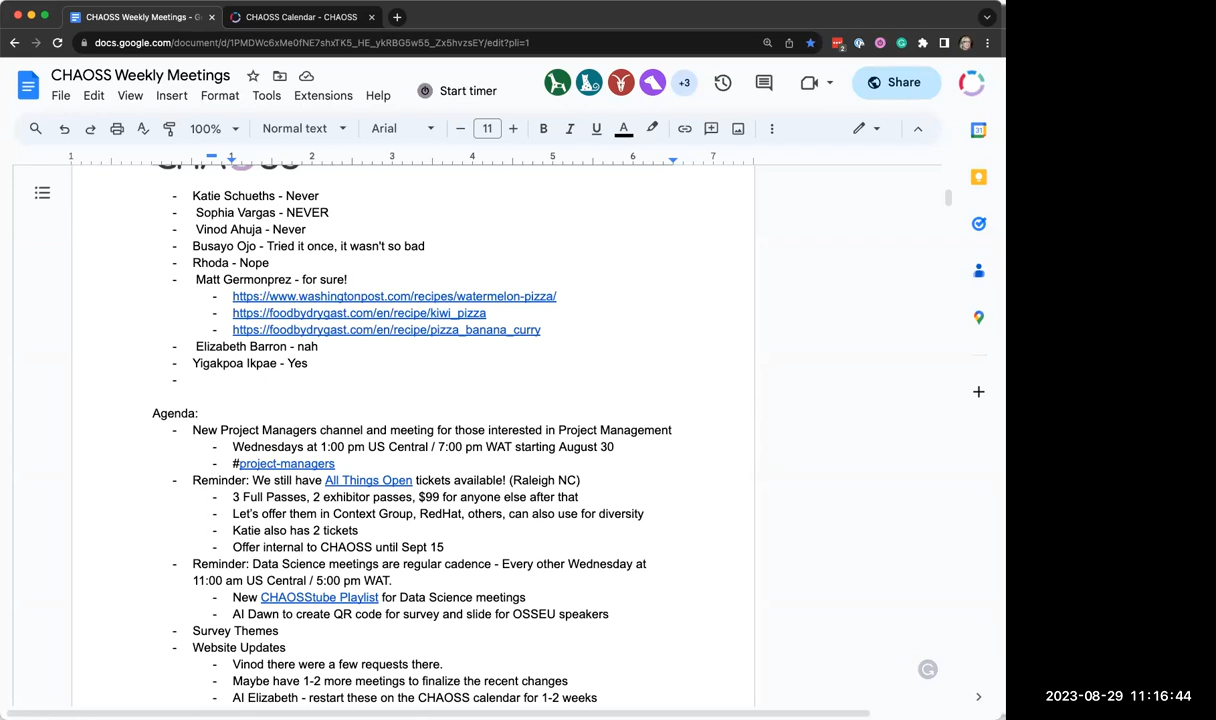 CHAOSS Weekly Meetings - G
CHAOSS Calendar - CHAOSS
docs.google.com/document/d/1PMDWc6xMe0fNE7shxTK5_HE_ykRBG5w55_Zx5hvzsEY/edit?pli=1
2
CHAOSS Weekly Meetings
File Edit View Insert Format Tools Extensions Help
Start timer
+3
Share
100% Normal text Arial 11 B I U A
1 1 2 3 4 5 6 7
CHAOSS
- Katie Schueths - Never
- Sophia Vargas - NEVER
- Vinod Ahuja - Never
- Busayo Ojo - Tried it once, it wasn't so bad
- Rhoda - Nope
- Matt Germonprez - for sure!
- https://www.washingtonpost.com/recipes/watermelon-pizza/
- https://foodbydrygast.com/en/recipe/kiwi_pizza
- https://foodbydrygast.com/en/recipe/pizza_banana_curry
- Elizabeth Barron - nah
- Yigakpoa Ikpae - Yes
-
Agenda:
- New Project Managers channel and meeting for those interested in Project Management
- Wednesdays at 1:00 pm US Central / 7:00 pm WAT starting August 30
- #project-managers
- Reminder: We still have All Things Open tickets available! (Raleigh NC)
- 3 Full Passes, 2 exhibitor passes, $99 for anyone else after that
- Let's offer them in Context Group, RedHat, others, can also use for diversity
- Katie also has 2 tickets
- Offer internal to CHAOSS until Sept 15
- Reminder: Data Science meetings are regular cadence - Every other Wednesday at
11:00 am US Central / 5:00 pm WAT.
- New CHAOSStube Playlist for Data Science meetings
- AI Dawn to create QR code for survey and slide for OSSEU speakers
- Survey Themes
- Website Updates
- Vinod there were a few requests there.
- Maybe have 1-2 more meetings to finalize the recent changes
- AI Elizabeth - restart these on the CHAOSS calendar for 1-2 weeks
2023-08-29 11:16:44